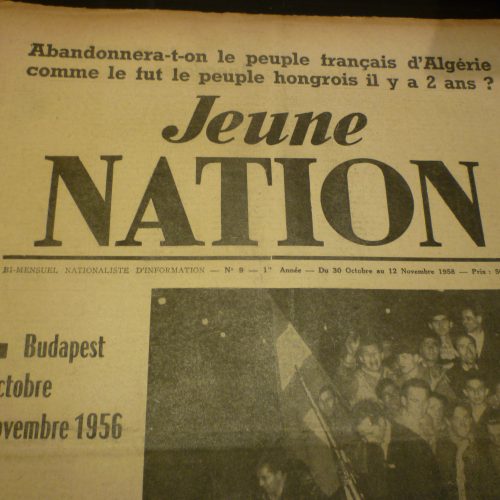 Abandonnera-t-on le peuple français d'Algérie
comme le fut le peuple hongrois il y a 2 ans ?
Jeune
NATION
BI-MENSUEL NATIONALISTE D'INFORMATION — N° 9 — 1re Année — Du 30 Octobre au 12 Novembre 1958 — Prix :
Budapest
ctobre
ovembre 1956